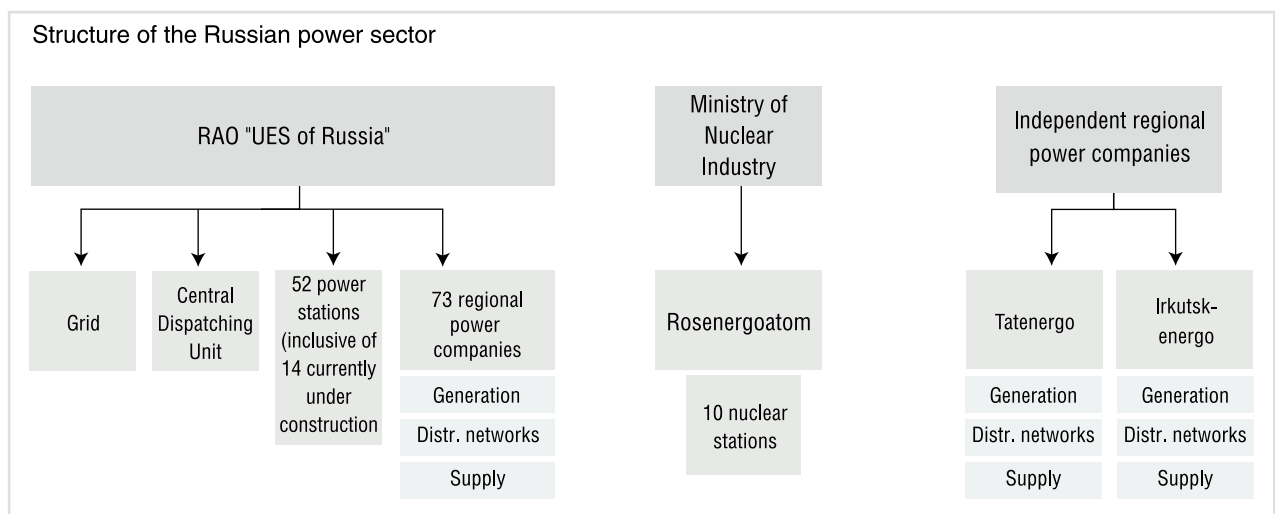 Structure of the Russian power sector
RAO "UES of Russia"
Ministry of
Nuclear
Industry
Independent regional
power companies
Grid
Central
Dispatching
Unit
52 power
stations
(inclusive of
14 currently
under
construction
73 regional
power
companies
Generation
Distr. networks
Supply
Rosenergoatom
10 nuclear
stations
Tatenergo
Generation
Distr. networks
Supply
Irkutsk-
energo
Generation
Distr. networks
Supply